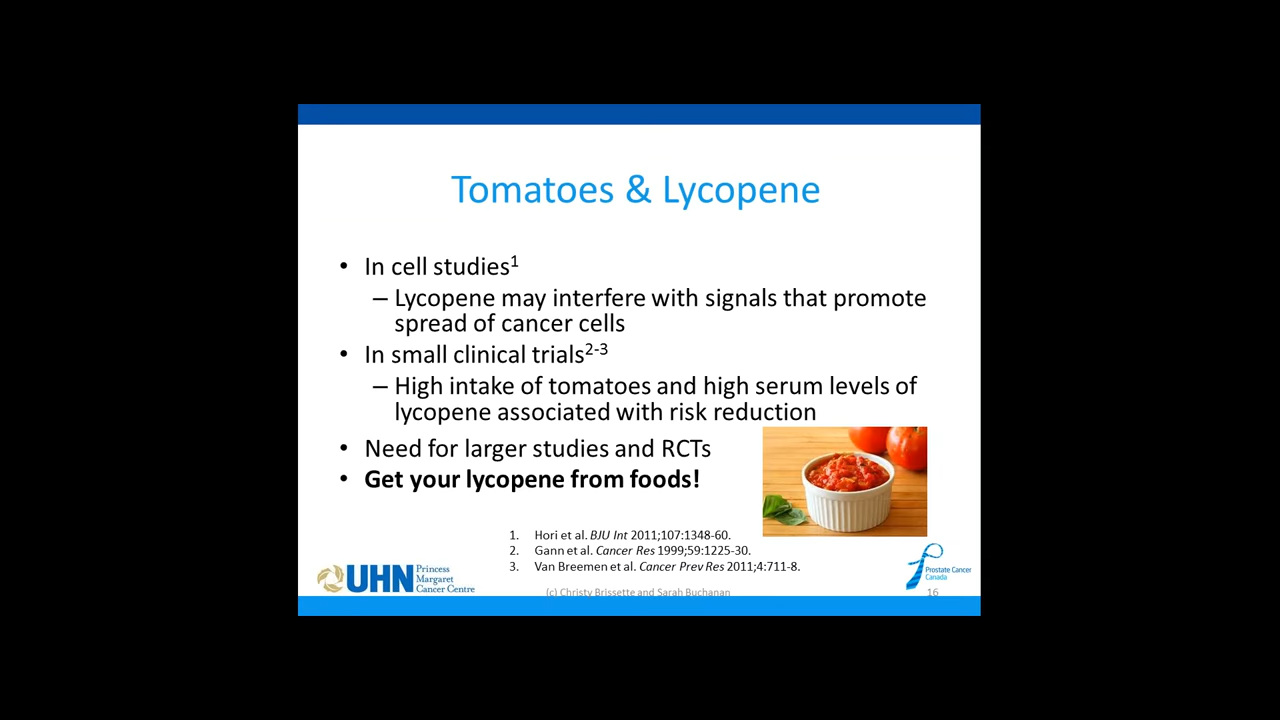 Tomatoes & Lycopene
• In cell studies1
– Lycopene may interfere with signals that promote
spread of cancer cells
• In small clinical trials2-3
– High intake of tomatoes and high serum levels of
lycopene associated with risk reduction
• Need for larger studies and RCTs
• Get your lycopene from foods!
1. Hori et al. BJU Int 2011;107:1348-60.
2. Gann et al. Cancer Res 1999;59:1225-30.
3. Van Breemen et al. Cancer Prev Res 2011;4:711-8.
UHN
Princess
Margaret
Cancer Centre
Prostate Cancer
Canada
(c) Christy Brissette and Sarah Buchanan
16